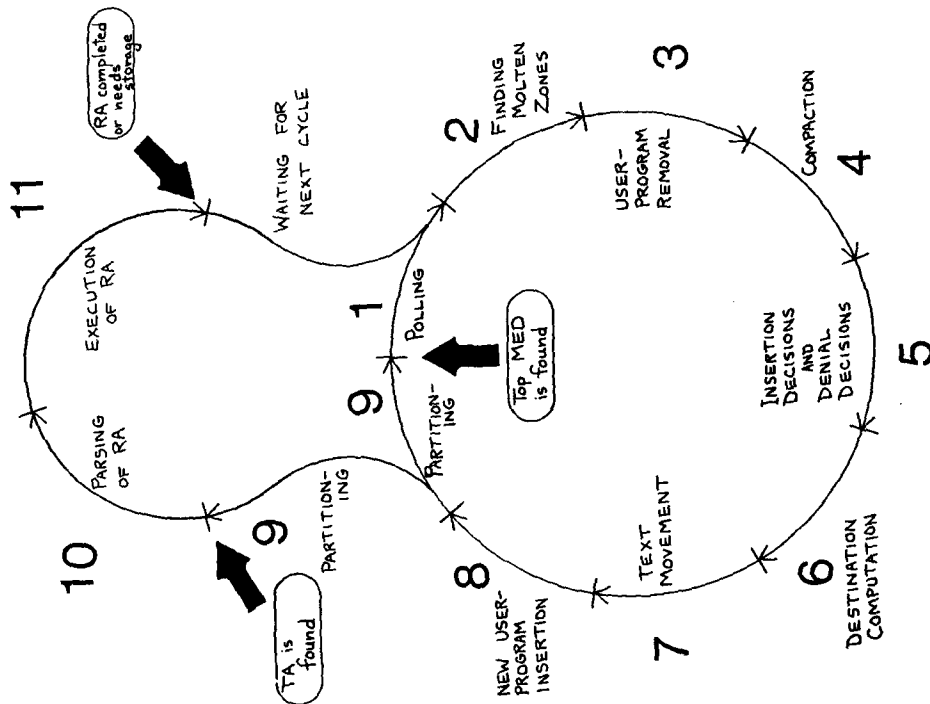 11
RA completed
or needs
storage
WAITING FOR
NEXT CYCLE
EXECUTION
OF RA
PARSING
OF RA
10
TA is
found
9
PARTITION-
ING
9
PARTITION-
ING
1
POLLING
Top MED
is found
2
FINDING
MOLTEN
ZONES
3
USER-
PROGRAM
REMOVAL
COMPACTION
4
INSERTION
DECISIONS
AND
DENIAL
DECISIONS
5
6
DESTINATION
COMPUTATION
TEXT
MOVEMENT
7
8
NEW USER-
PROGRAM
INSERTION